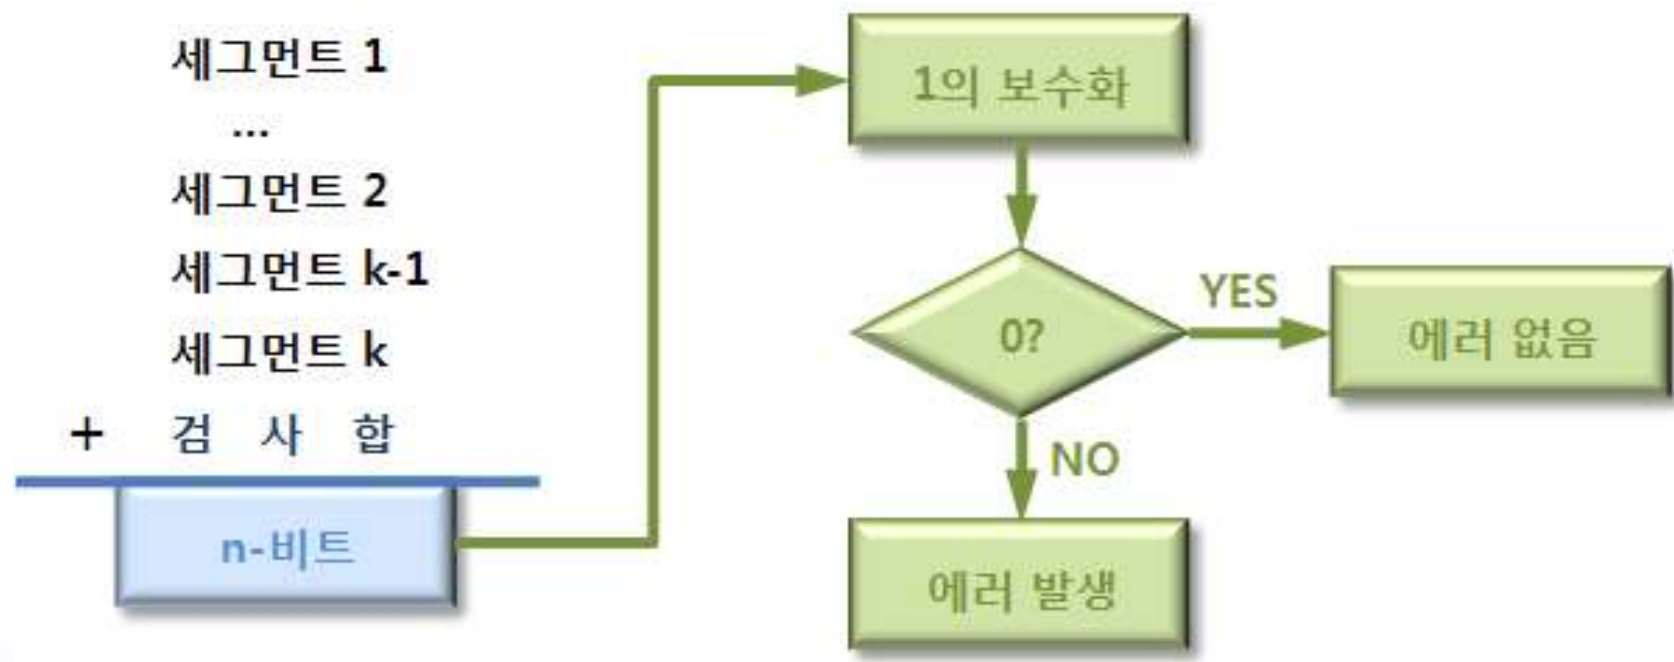 세그먼트 1
...
세그먼트 2
세그먼트 k-1
세그먼트 k
+ 검 사 합
n-비트
1의 보수화
0?
YES
에러 없음
NO
에러 발생